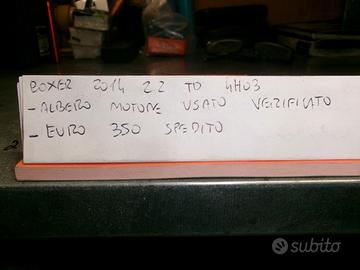 BOXER 2014 2.2 TD 4H03
- ALBERO MOTORE USATO VERIFICATO
- EURO 350 SPEDITO
subito